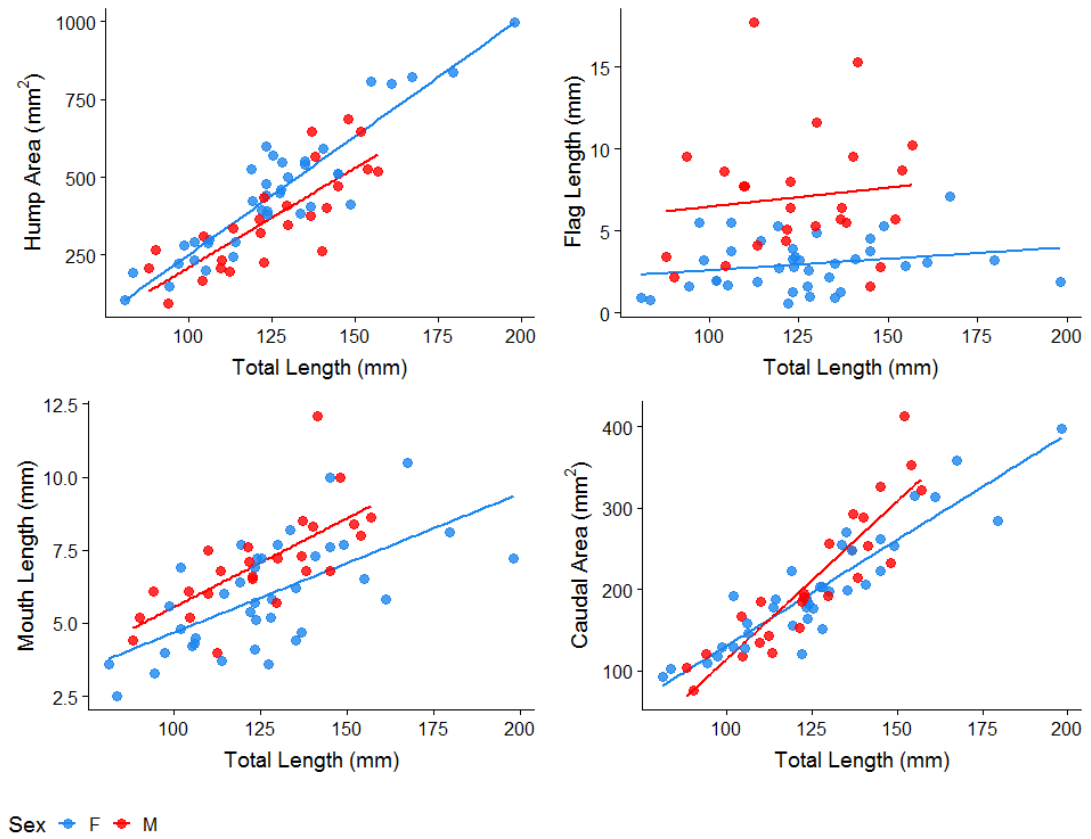 1000
750
500
250
Hump Area (mm²)
100 125 150 175 200
Total Length (mm)
15
10
5
0
Flag Length (mm)
100 125 150 175 200
Total Length (mm)
12.5
10.0
7.5
5.0
2.5
Mouth Length (mm)
100 125 150 175 200
Total Length (mm)
400
300
200
100
Caudal Area (mm²)
100 125 150 175 200
Total Length (mm)
Sex F M